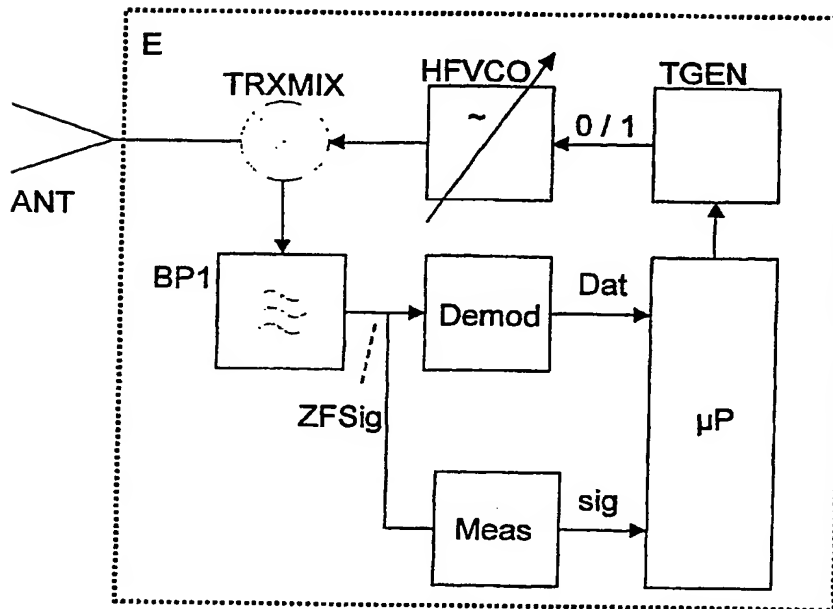 E
TRXMIX
HFVCO
TGEN
~
0 / 1
ANT
BP1
Demod
Dat
ZFSig
µP
Meas
sig